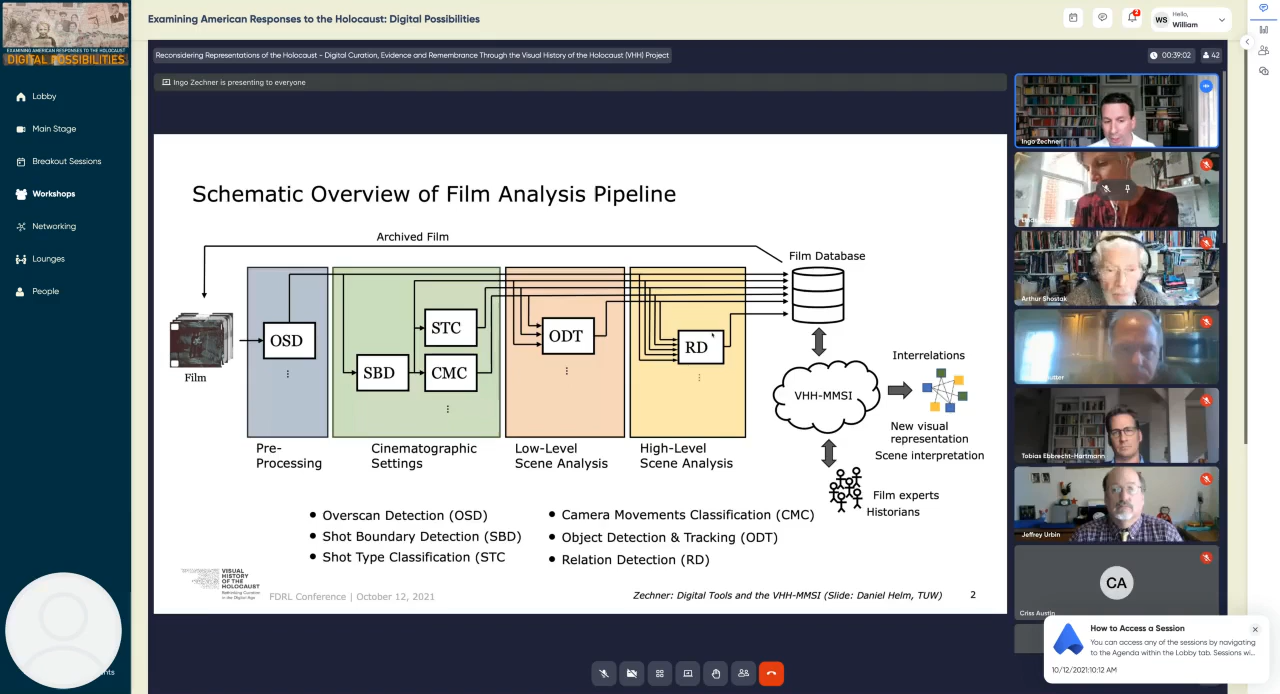 EXAMINING AMERICAN RESPONSES TO THE HOLOCAUST
DIGITAL POSSIBILITIES
Lobby
Main Stage
Breakout Sessions
Workshops
Networking
Lounges
People
nts
Examining American Responses to the Holocaust: Digital Possibilities
2
WS
Hello,
William
Reconsidering Representations of the Holocaust - Digital Curation, Evidence and Remembrance Through the Visual History of the Holocaust (VHH) Project
00:39:02
42
Ingo Zechner is presenting to everyone
Schematic Overview of Film Analysis Pipeline
Archived Film
Film Database
Film
OSD
SBD
STC
CMC
ODT
RD
VHH-MMSI
Interrelations
New visual
representation
Scene interpretation
Film experts
Historians
Pre-
Processing
Cinematographic
Settings
Low-Level
Scene Analysis
High-Level
Scene Analysis
• Overscan Detection (OSD)
• Shot Boundary Detection (SBD)
• Shot Type Classification (STC
• Camera Movements Classification (CMC)
• Object Detection & Tracking (ODT)
• Relation Detection (RD)
VISUAL
HISTORY
OF THE
HOLOCAUST
Rethinking Curation
in the Digital Age
FDRL Conference | October 12, 2021
Zechner: Digital Tools and the VHH-MMSI (Slide: Daniel Helm, TUW)
2
Ingo Zechner
Arthur Shostak
Tobias Ebbrecht-Hartmann
Jeffrey Urbin
CA
Criss Austin
How to Access a Session
You can access any of the sessions by navigating
to the Agenda within the Lobby tab. Sessions wi...
10/12/2021:10:12 AM